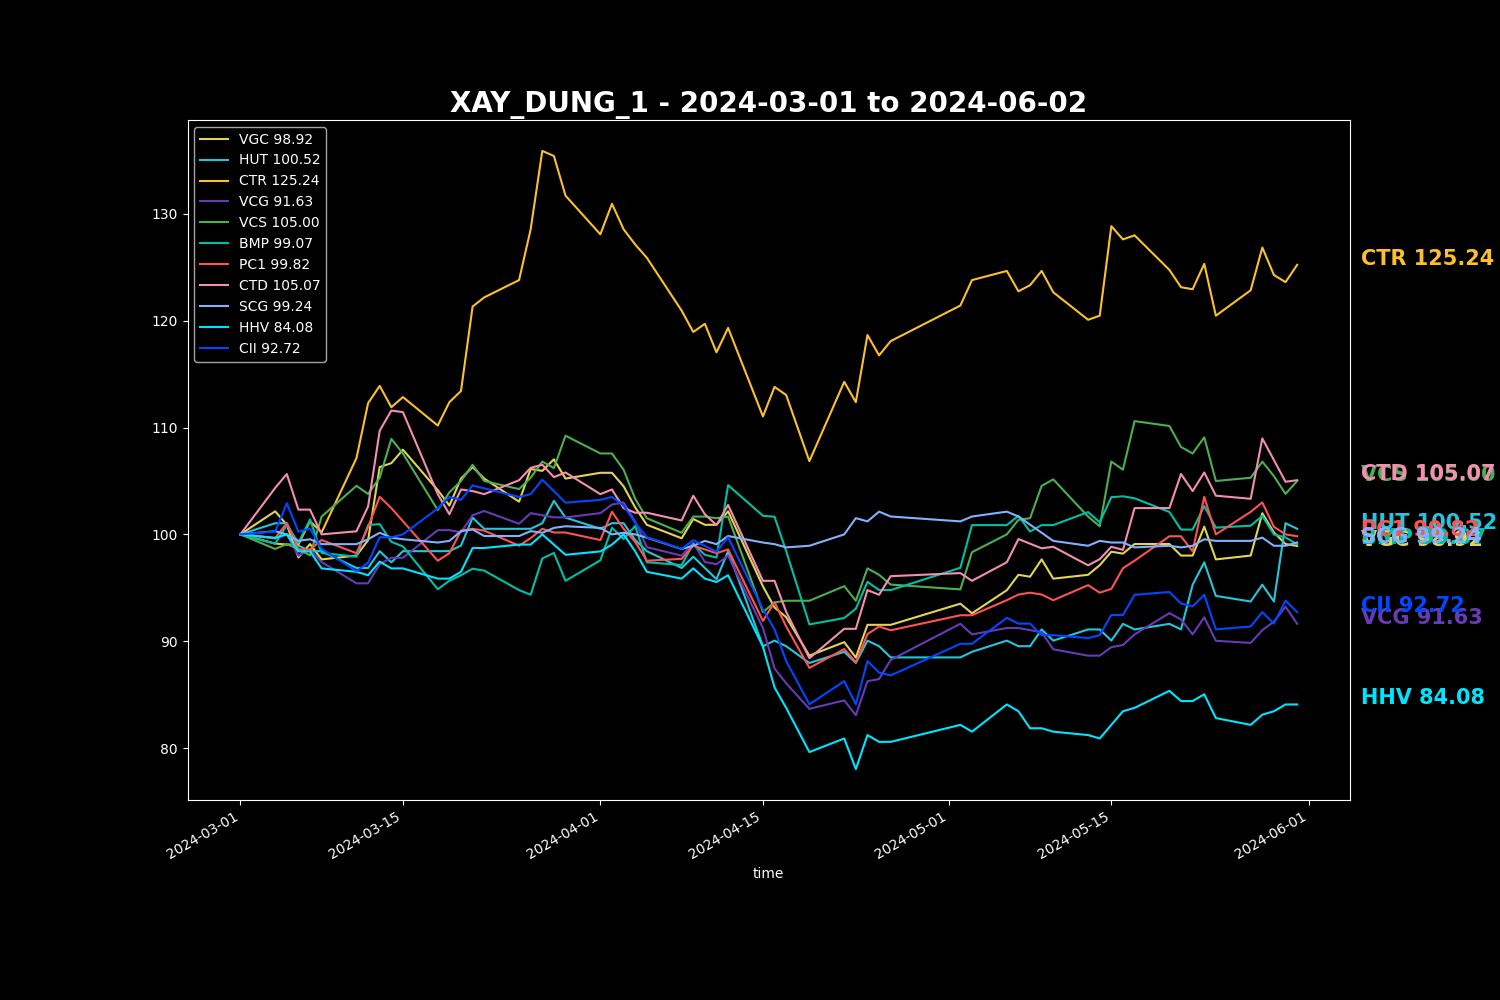 XAY_DUNG_1 - 2024-03-01 to 2024-06-02
VGC 98.92
HUT 100.52
CTR 125.24
VCG 91.63
VCS 105.00
BMP 99.07
PC1 99.82
CTD 105.07
SCG 99.24
HHV 84.08
CII 92.72
130
120
110
100
90
80
CTR 125.24
CTD 105.07
HUT 100.52
CII 92.72
VCG 91.63
HHV 84.08
2024-03-01
2024-03-15
2024-04-01
2024-04-15
2024-05-01
2024-05-15
2024-06-01
time